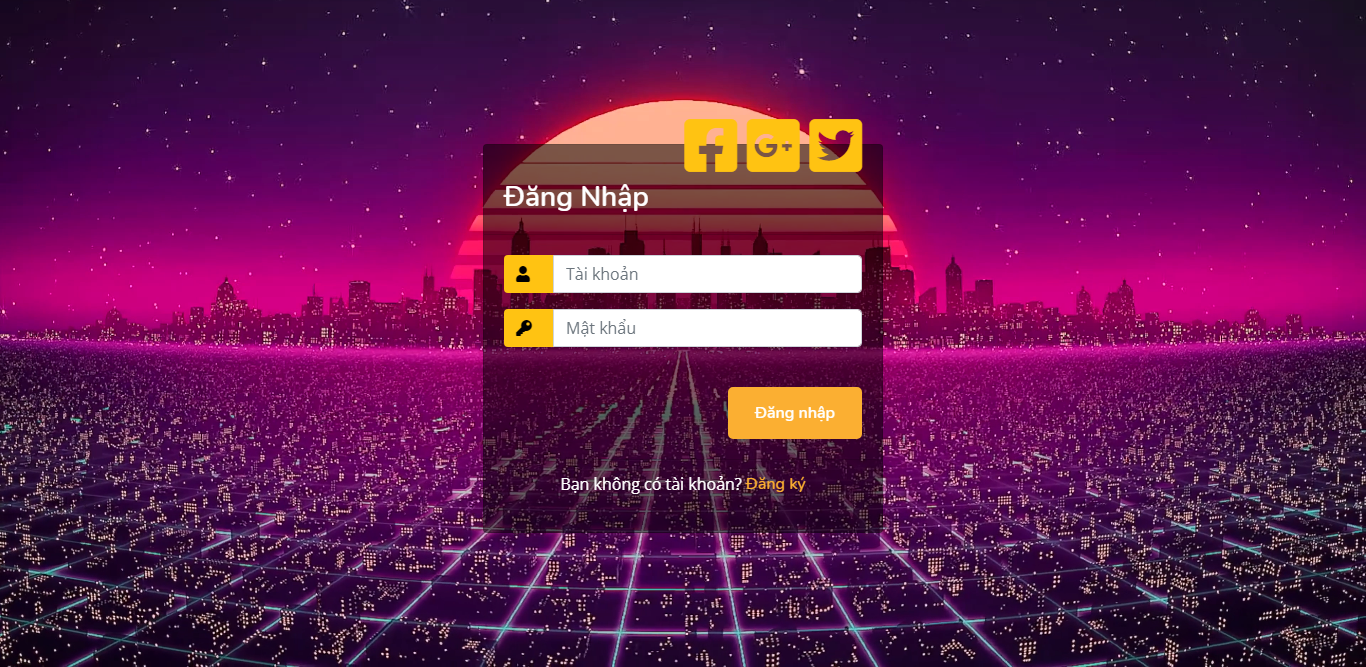 Đăng Nhập
Tài khoản
Mật khẩu
Đăng nhập
Bạn không có tài khoản? Đăng ký